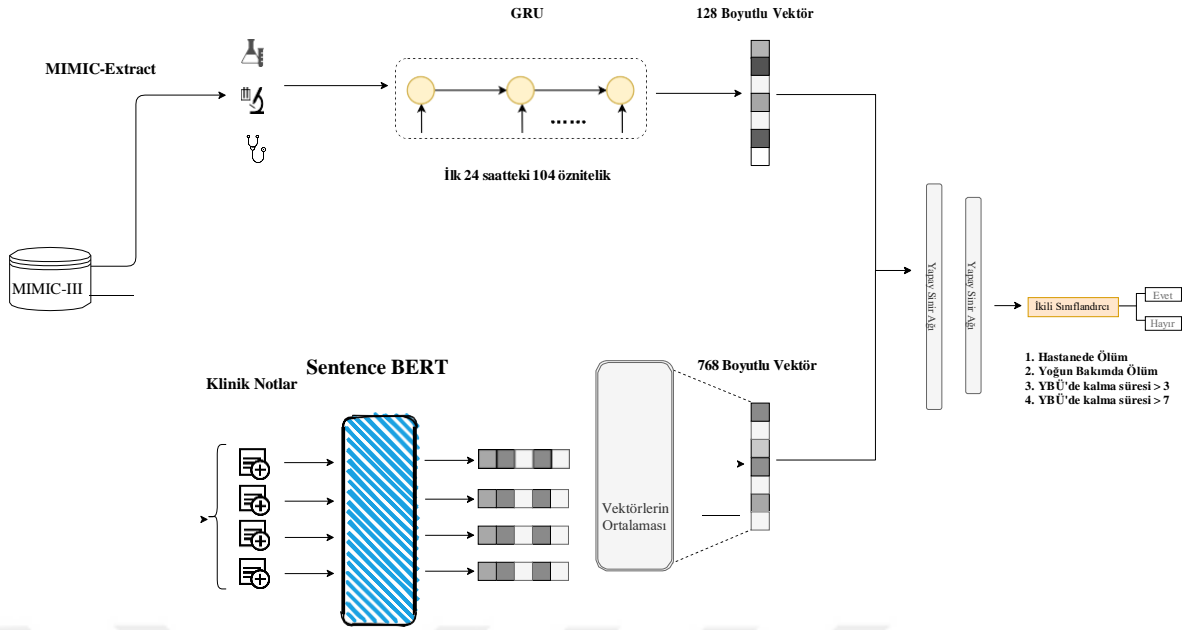 GRU
128 Boyutlu Vektör
MIMIC-Extract
......
İlk 24 saatteki 104 öznitelik
MIMIC-III
Yapay Sinir Ağı
Yapay Sinir Ağı
İkili Sınıflandırcı
Evet
Hayır
1. Hastanede Ölüm
2. Yoğun Bakımda Ölüm
3. YBÜ'de kalma süresi > 3
4. YBÜ'de kalma süresi > 7
Sentence BERT
Klinik Notlar
768 Boyutlu Vektör
Vektörlerin
Ortalaması